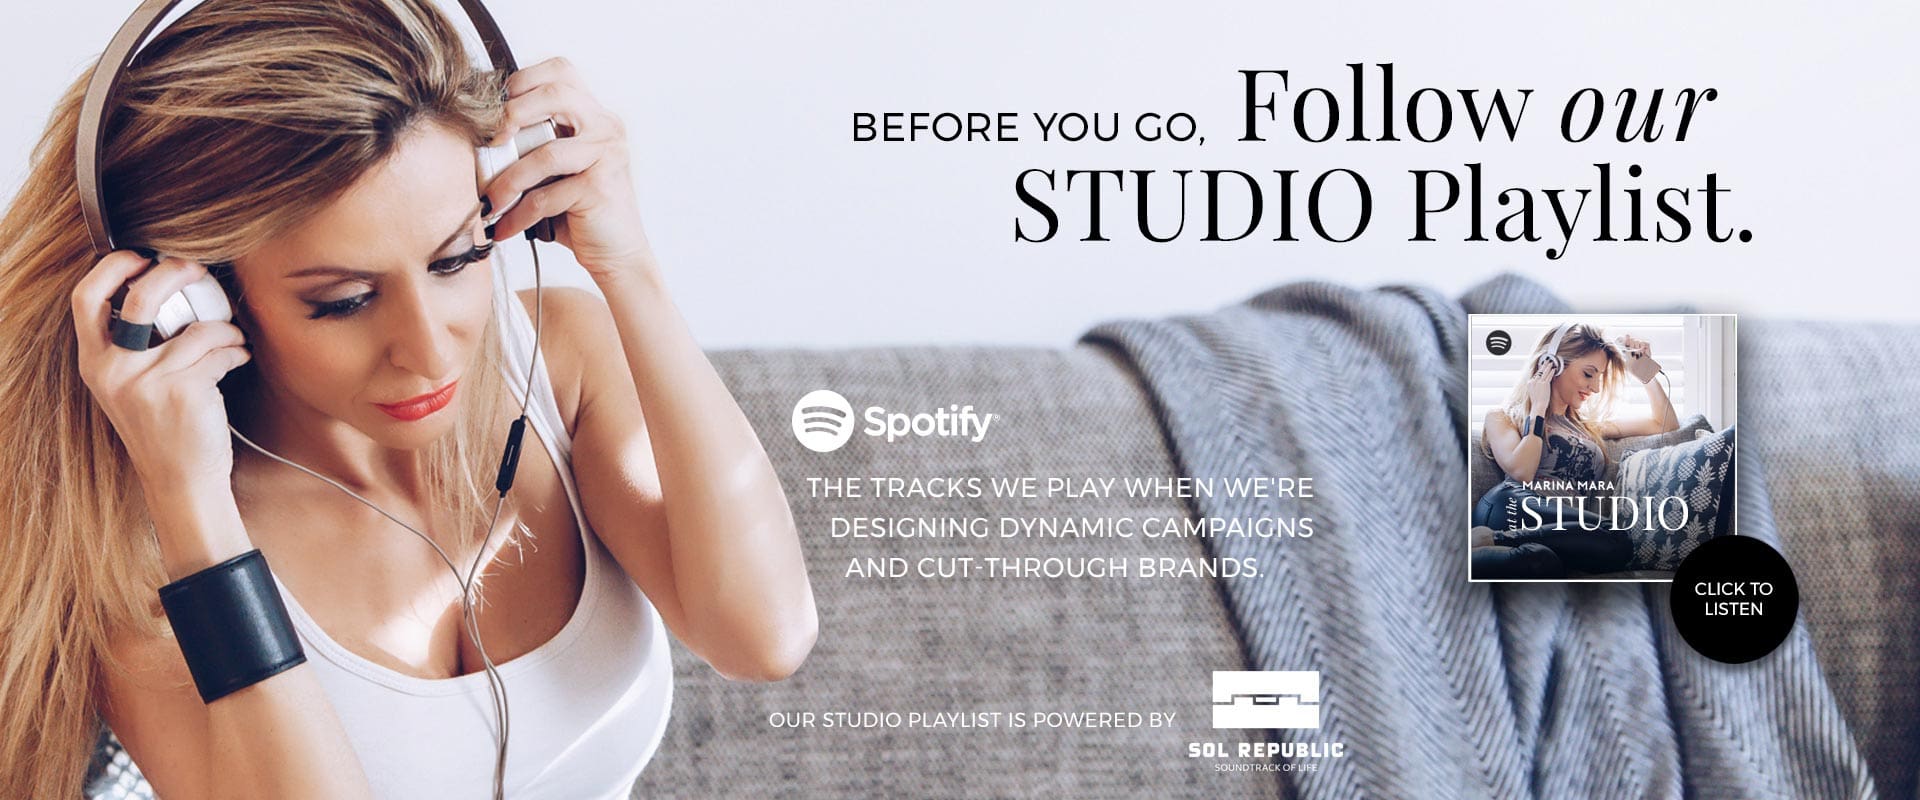 BEFORE YOU GO, Follow our
STUDIO Playlist.
Spotify®
THE TRACKS WE PLAY WHEN WE'RE
DESIGNING DYNAMIC CAMPAIGNS
AND CUT-THROUGH BRANDS.
MARINA MARA
at the STUDIO
CLICK TO
LISTEN
OUR STUDIO PLAYLIST IS POWERED BY
SOL REPUBLIC
SOUNDTRACK OF LIFE